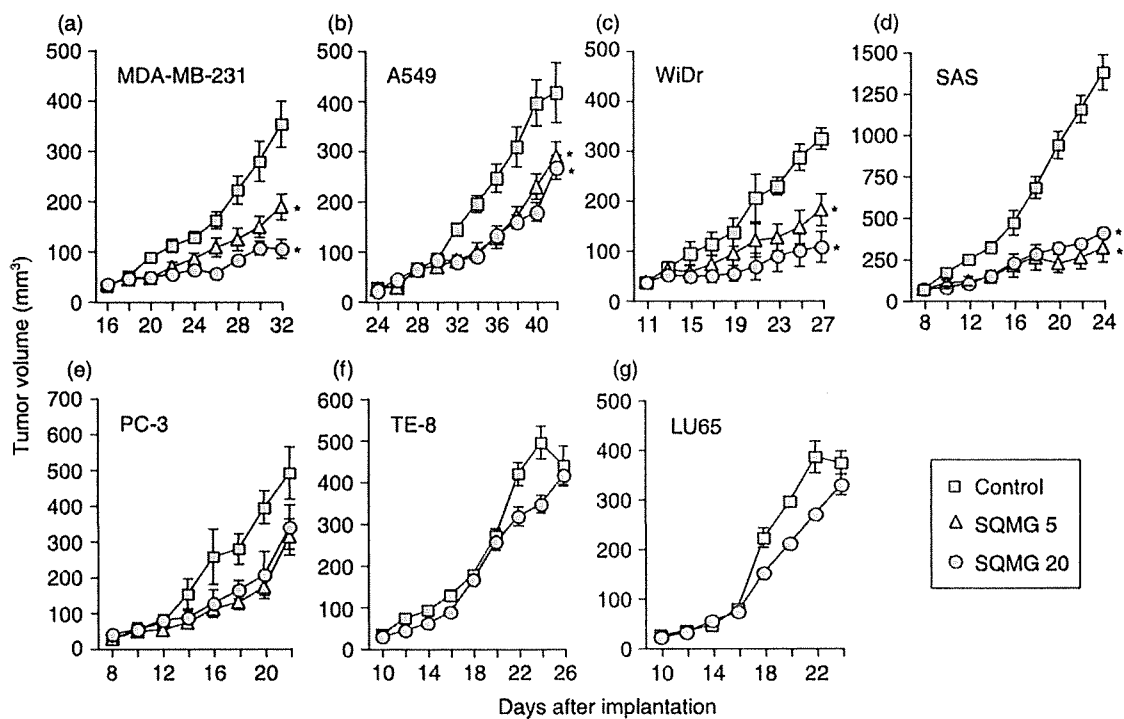 (a)
MDA-MB-231
500
400
300
200
100
0
16 20 24 28 32
*
*
(b)
A549
500
400
300
200
100
0
24 28 32 36 40
*
*
(c)
WiDr
500
400
300
200
100
0
11 15 19 23 27
*
*
(d)
SAS
1500
1250
1000
750
500
250
0
8 12 16 20 24
*
*
Tumor volume (mm³)
(e)
PC-3
700
600
500
400
300
200
100
0
8 12 16 20
(f)
TE-8
600
500
400
300
200
100
0
10 14 18 22 26
(g)
LU65
500
400
300
200
100
0
10 14 18 22
Control
SQMG 5
SQMG 20
Days after implantation